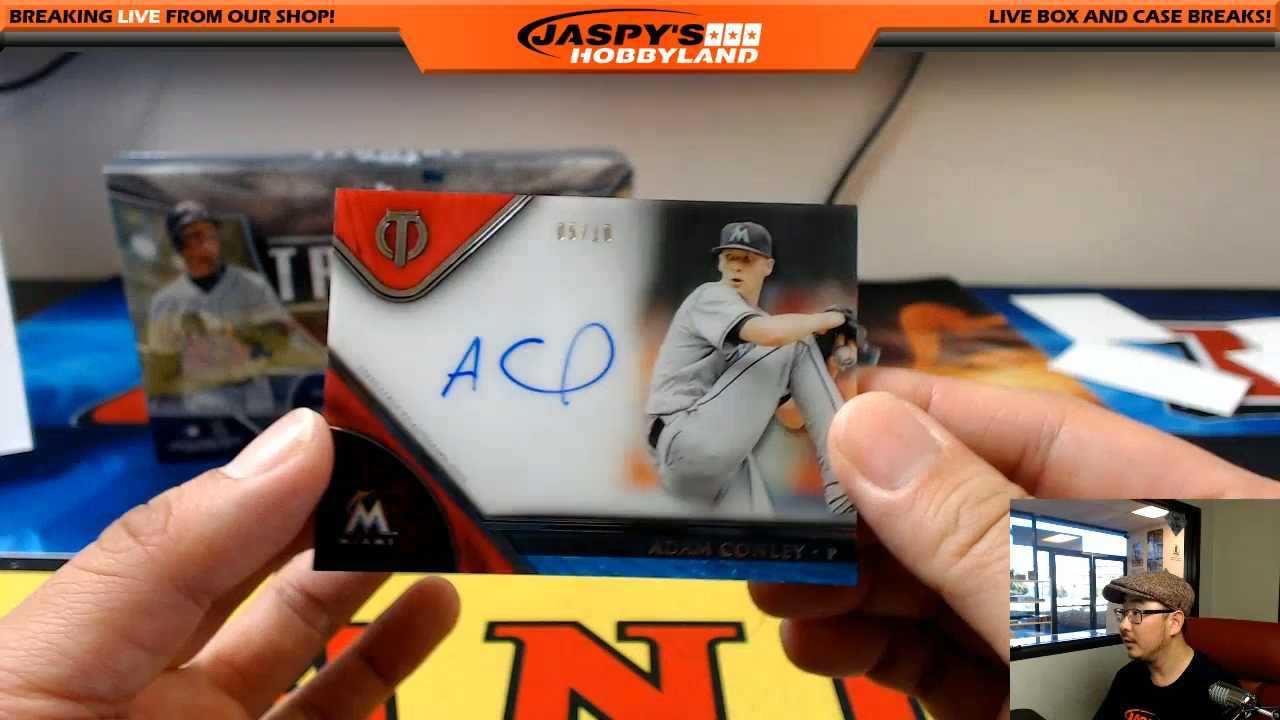 BREAKING LIVE FROM OUR SHOP!
JASPY'S
HOBBYLAND
LIVE BOX AND CASE BREAKS!
05/10
M
MIAMI
ADAM CONLEY - P